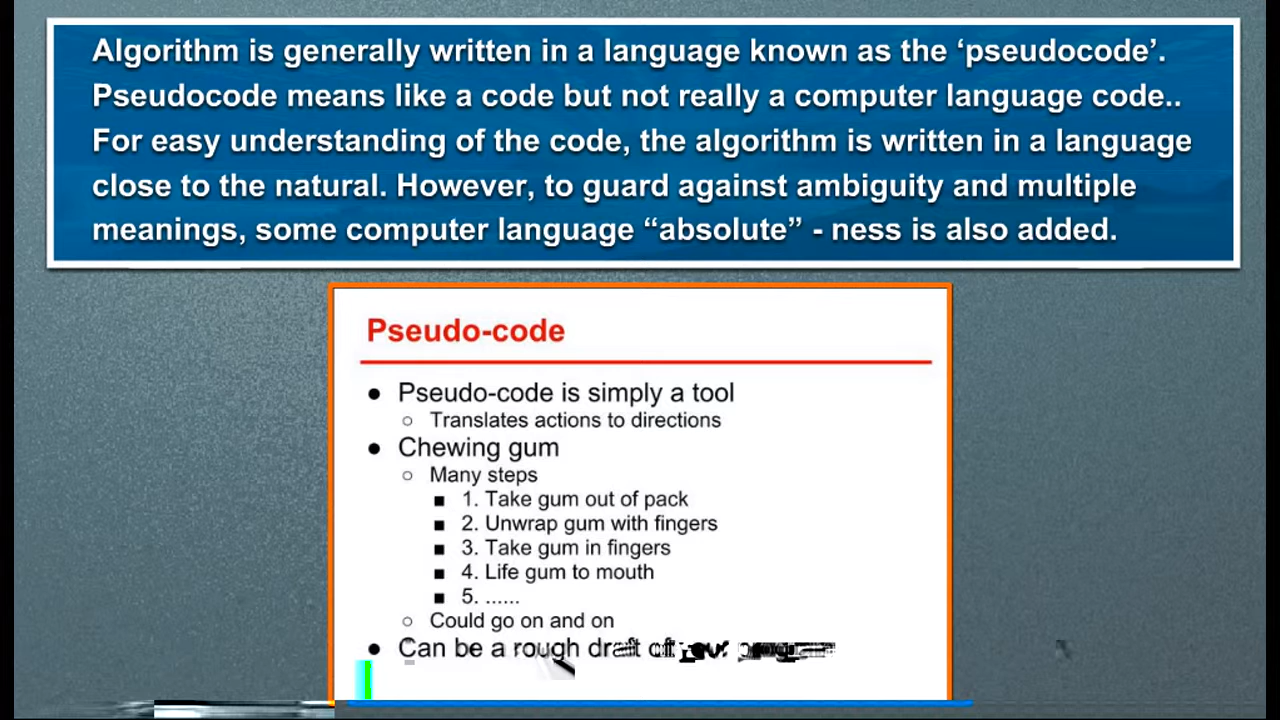 Algorithm is generally written in a language known as the ‘pseudocode’.
Pseudocode means like a code but not really a computer language code..
For easy understanding of the code, the algorithm is written in a language
close to the natural. However, to guard against ambiguity and multiple
meanings, some computer language “absolute” - ness is also added.
Pseudo-code
● Pseudo-code is simply a tool
○ Translates actions to directions
● Chewing gum
○ Many steps
■ 1. Take gum out of pack
■ 2. Unwrap gum with fingers
■ 3. Take gum in fingers
■ 4. Life gum to mouth
■ 5. ......
○ Could go on and on
● Can be a rough draft of